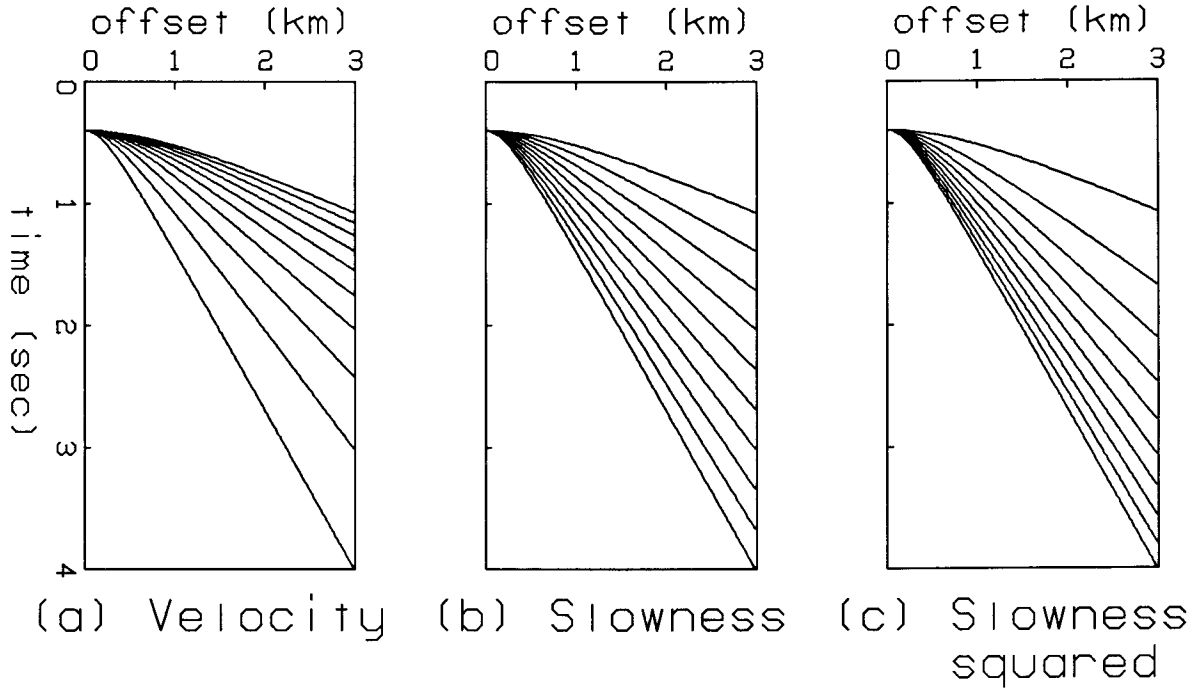 offset (km)
0 1 2 3
offset (km)
0 1 2 3
offset (km)
0 1 2 3
0
1
2
3
4
time (sec)
(a) Velocity
(b) Slowness
(c) Slowness
squared